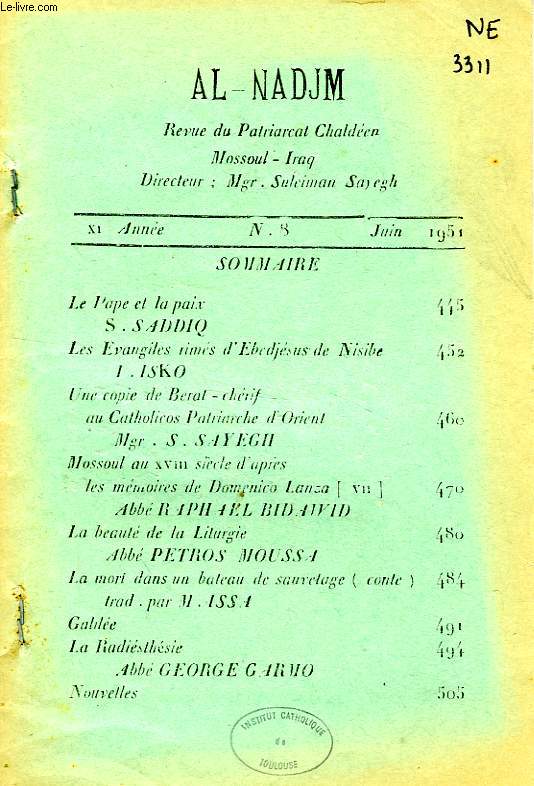 Le-livre.com
NE
3311
AL-NADJM
Revue du Patriarcat Chaldéen
Mossoul - Iraq
Directeur : Mgr. Suleiman Sayegh
XI Année N. 8 Juin 1951
SOMMAIRE
Le Pape et la paix 445
S. SADDIQ
Les Evangiles rimés d'Ebedjésus de Nisibe 452
I. ISKO
Une copie de Berat-chérif
au Catholicos Patriarche d'Orient 460
Mgr. S. SAYEGH
Mossoul au XVIII siècle d'après
les mémoires de Domenico Lanza [ VII ] 470
Abbé RAPHAEL BIDAWID
La beauté de la Liturgie 480
Abbé PETROS MOUSSA
La mort dans un bateau de sauvetage ( conte ) 484
trad. par M. ASSA
Galilée 491
La Radiésthésie 494
Abbé GEORGE GARMO
Nouvelles 505
INSTITUT CATHOLIQUE
de
TOULOUSE